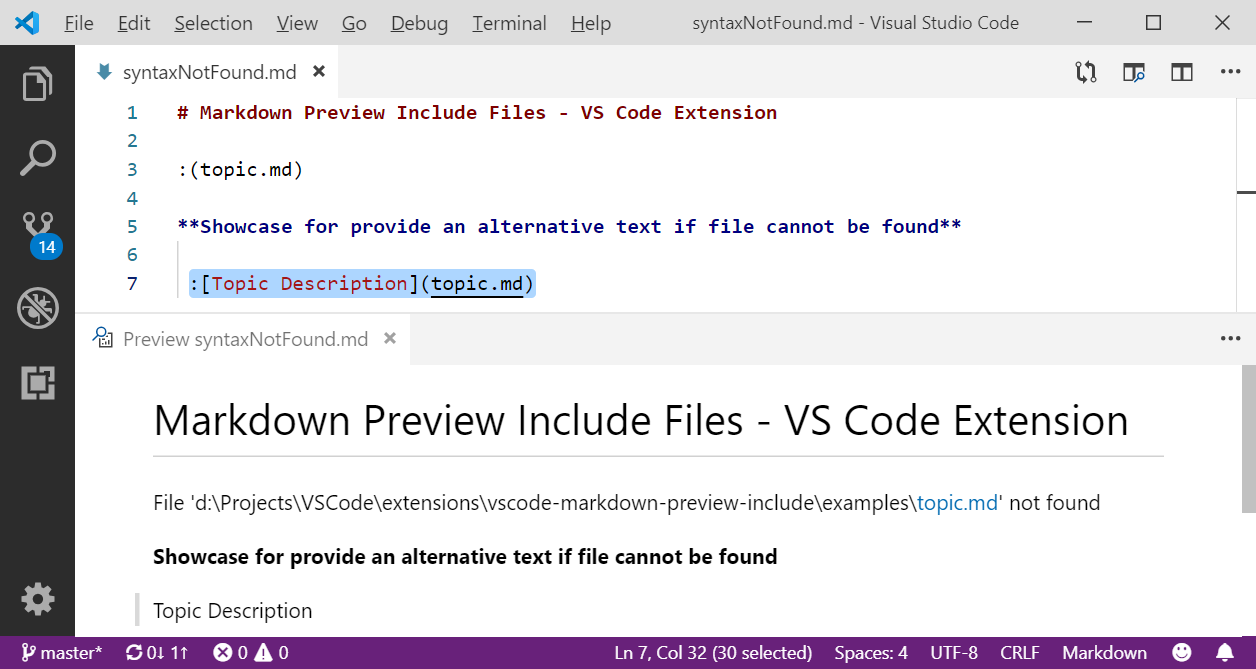 File Edit Selection View Go Debug Terminal Help syntaxNotFound.md - Visual Studio Code
syntaxNotFound.md
1 # Markdown Preview Include Files - VS Code Extension
2
3 :(topic.md)
4
5 **Showcase for provide an alternative text if file cannot be found**
6
7 :[Topic Description](topic.md)
14
Preview syntaxNotFound.md
Markdown Preview Include Files - VS Code Extension
File 'd:\Projects\VSCode\extensions\vscode-markdown-preview-include\examples\topic.md' not found
Showcase for provide an alternative text if file cannot be found
Topic Description
master* 0↓ 1↑ 0 0 Ln 7, Col 32 (30 selected) Spaces: 4 UTF-8 CRLF Markdown